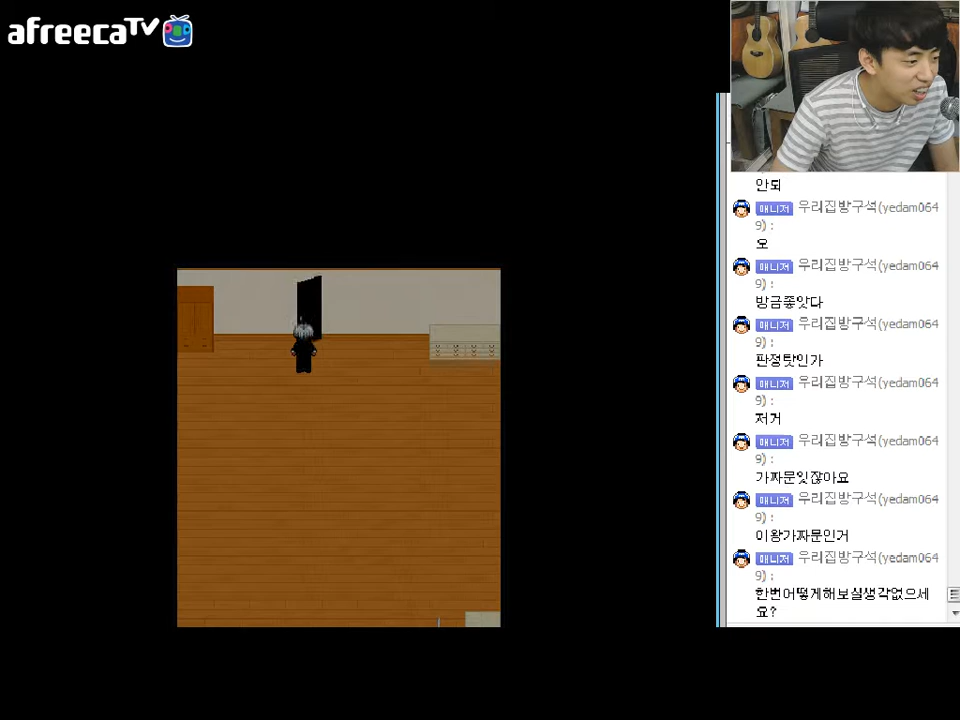 afreecaTV
안되
매니저 우리집방구석(yedam064
9) :
오
매니저 우리집방구석(yedam064
9) :
방금좋앗다
매니저 우리집방구석(yedam064
9) :
판정탓인가
매니저 우리집방구석(yedam064
9) :
저거
매니저 우리집방구석(yedam064
9) :
가짜문잇잖아요
매니저 우리집방구석(yedam064
9) :
이왕가짜문인거
매니저 우리집방구석(yedam064
9) :
한번어떻게해보실생각없으세
요?